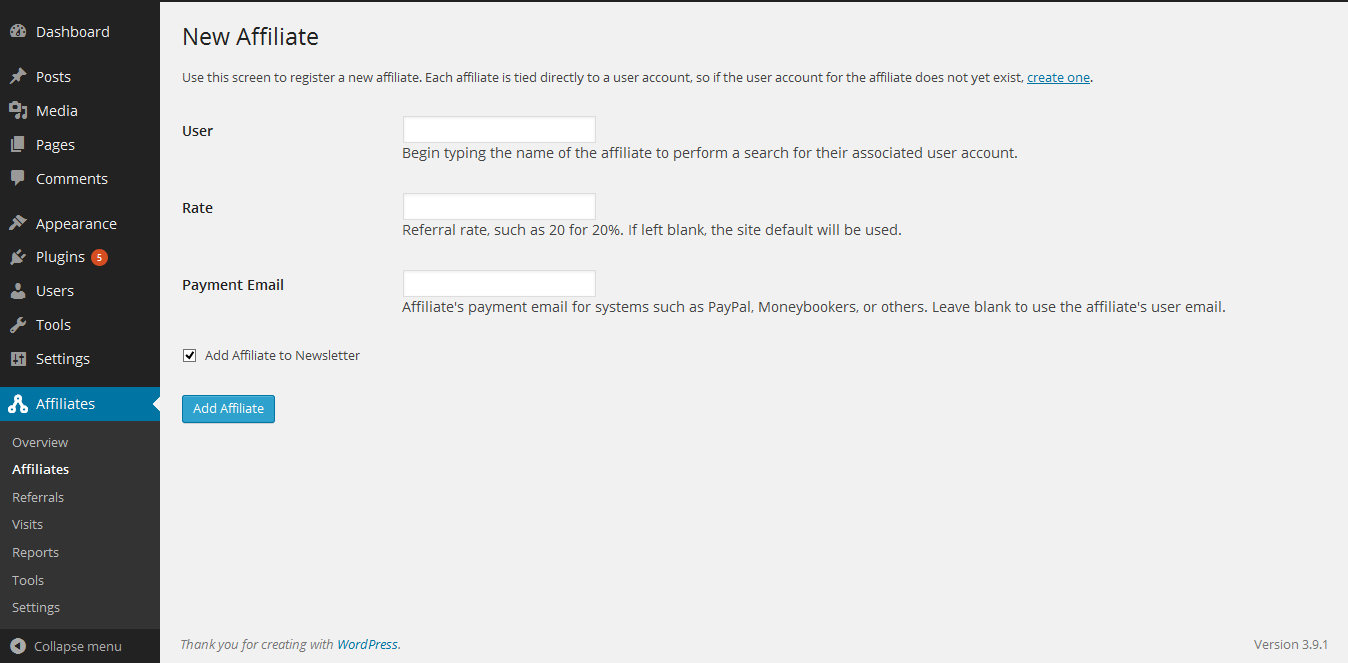 Dashboard
Posts
Media
Pages
Comments
Appearance
Plugins 5
Users
Tools
Settings
Affiliates
Overview
Affiliates
Referrals
Visits
Reports
Tools
Settings
Collapse menu
New Affiliate
Use this screen to register a new affiliate. Each affiliate is tied directly to a user account, so if the user account for the affiliate does not yet exist, create one.
User
Begin typing the name of the affiliate to perform a search for their associated user account.
Rate
Referral rate, such as 20 for 20%. If left blank, the site default will be used.
Payment Email
Affiliate's payment email for systems such as PayPal, Moneybookers, or others. Leave blank to use the affiliate's user email.
Add Affiliate to Newsletter
Add Affiliate
Thank you for creating with WordPress.
Version 3.9.1